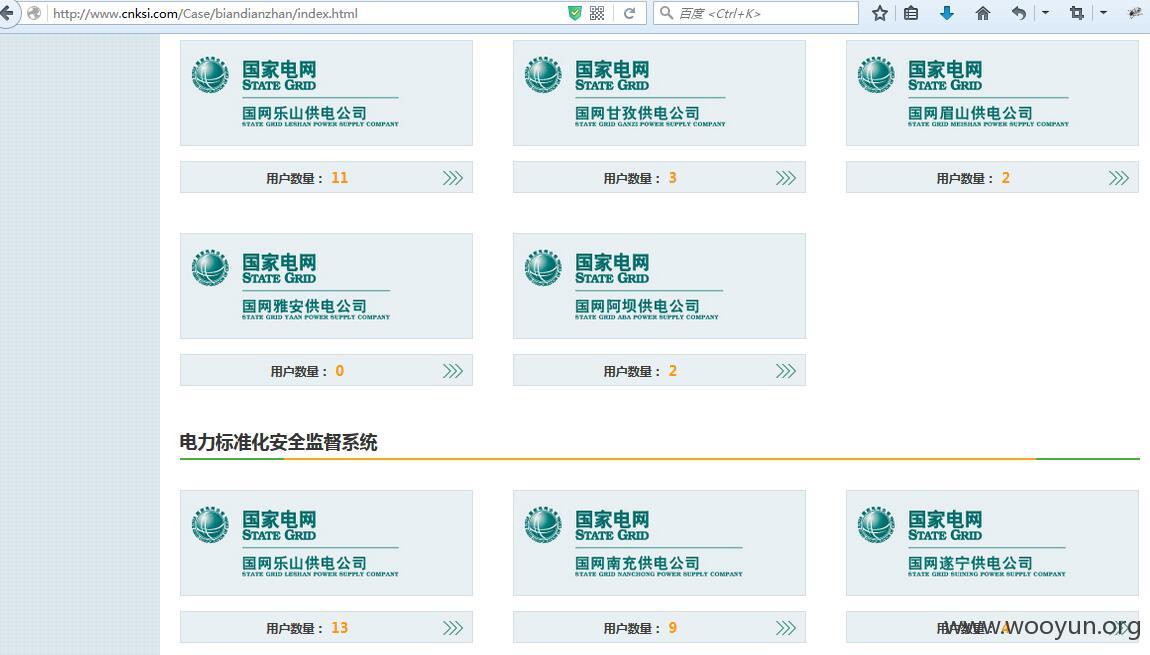 http://www.cnksi.com/Case/biandianzhan/index.html
百度 <Ctrl+K>
国家电网
STATE GRID
国网乐山供电公司
STATE GRID LESHAN POWER SUPPLY COMPANY
国家电网
STATE GRID
国网甘孜供电公司
STATE GRID GANZI POWER SUPPLY COMPANY
国家电网
STATE GRID
国网眉山供电公司
STATE GRID MEISHAN POWER SUPPLY COMPANY
用户数量： 11
用户数量： 3
用户数量： 2
国家电网
STATE GRID
国网雅安供电公司
STATE GRID YAAN POWER SUPPLY COMPANY
国家电网
STATE GRID
国网阿坝供电公司
STATE GRID ABA POWER SUPPLY COMPANY
用户数量： 0
用户数量： 2
电力标准化安全监督系统
国家电网
STATE GRID
国网乐山供电公司
STATE GRID LESHAN POWER SUPPLY COMPANY
国家电网
STATE GRID
国网南充供电公司
STATE GRID NANCHONG POWER SUPPLY COMPANY
国家电网
STATE GRID
国网遂宁供电公司
STATE GRID SUINING POWER SUPPLY COMPANY
用户数量： 13
用户数量： 9
用户数量：
www.wooyun.org